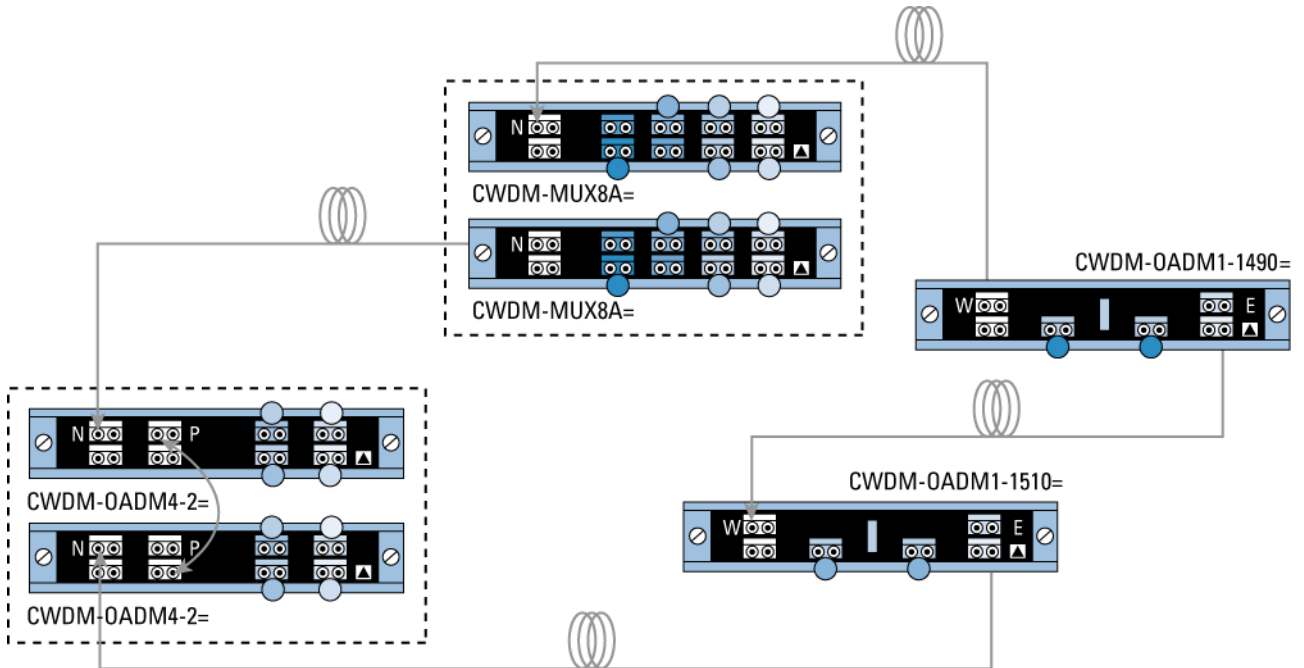 N
CWDM-MUX8A=
N
CWDM-MUX8A=
CWDM-OADM1-1490=
W E
N P
CWDM-OADM4-2=
N P
CWDM-OADM4-2=
CWDM-OADM1-1510=
W E